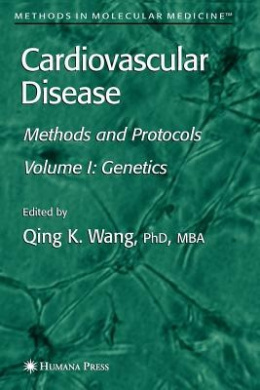 METHODS IN MOLECULAR MEDICINE™
Cardiovascular
Disease
Methods and Protocols
Volume I: Genetics
Edited by
Qing K. Wang, PhD, MBA
HUMANA PRESS